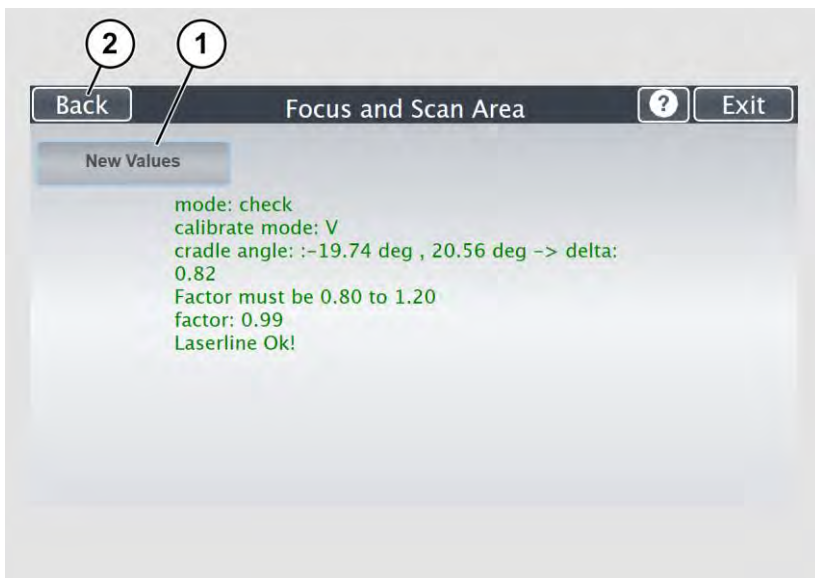 2 1
Back Focus and Scan Area ? Exit
New Values
mode: check
calibrate mode: V
cradle angle: :-19.74 deg , 20.56 deg -> delta:
0.82
Factor must be 0.80 to 1.20
factor: 0.99
Laserline Ok!